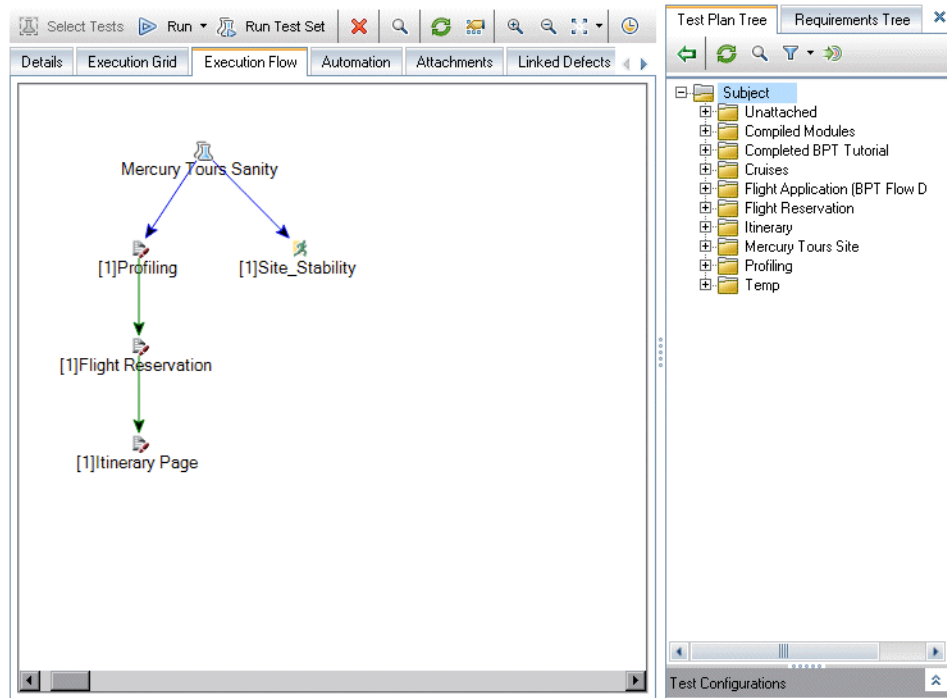 Select Tests Run Run Test Set
Details Execution Grid Execution Flow Automation Attachments Linked Defects
Mercury Tours Sanity
[1]Profiling [1]Site_Stability
[1]Flight Reservation
[1]Itinerary Page
Test Plan Tree Requirements Tree
Subject
Unattached
Compiled Modules
Completed BPT Tutorial
Cruises
Flight Application (BPT Flow D
Flight Reservation
Itinerary
Mercury Tours Site
Profiling
Temp
Test Configurations